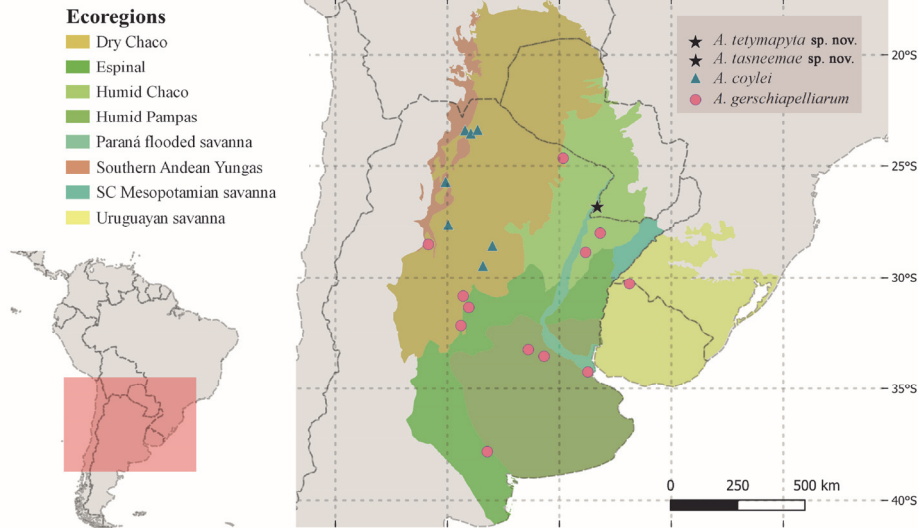 Ecoregions
Dry Chaco
Espinal
Humid Chaco
Humid Pampas
Paraná flooded savanna
Southern Andean Yungas
SC Mesopotamian savanna
Uruguayan savanna
A. tetymapyta sp. nov.
A. tasneemae sp. nov.
A. coylei
A. gerschiapelliarum
20°S
25°S
30°S
35°S
40°S
0 250 500 km